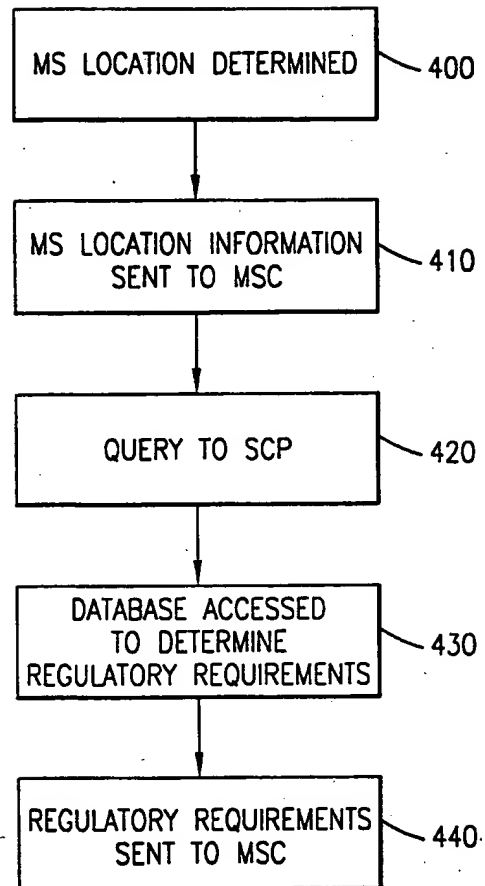 MS LOCATION DETERMINED
400
MS LOCATION INFORMATION
SENT TO MSC
410
QUERY TO SCP
420
DATABASE ACCESSED
TO DETERMINE
REGULATORY REQUIREMENTS
430
REGULATORY REQUIREMENTS
SENT TO MSC
440